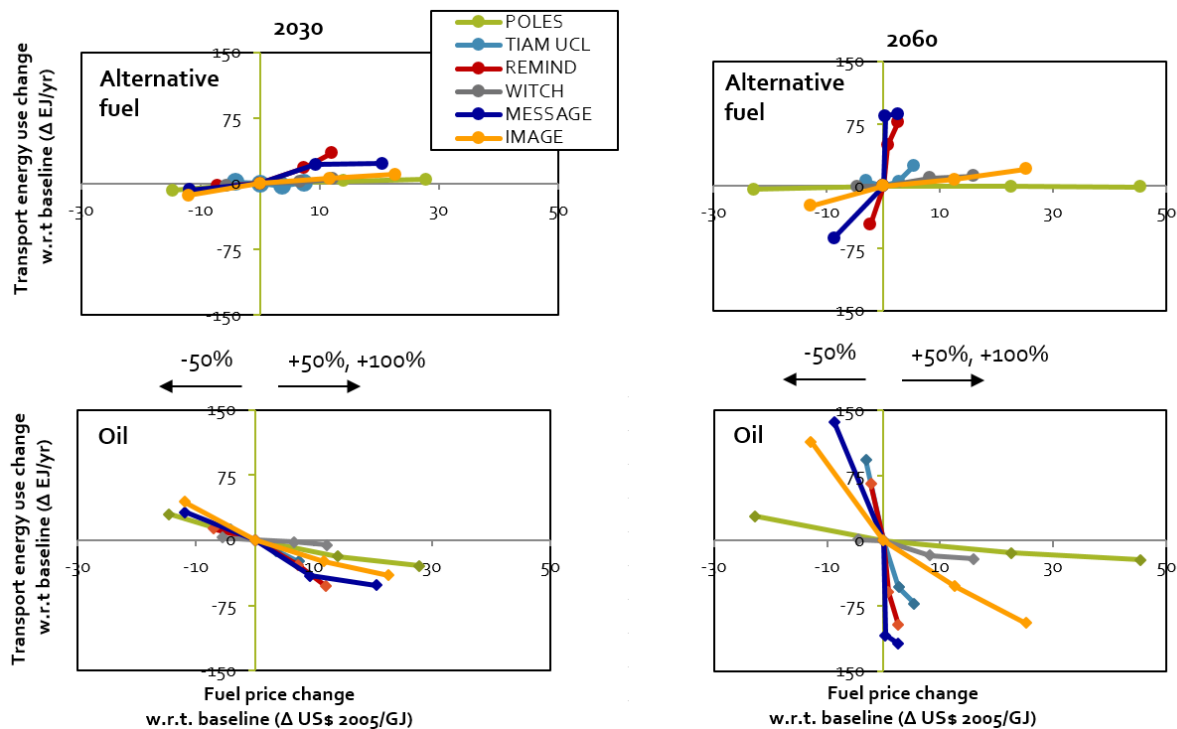 2030
POLES
TIAM UCL
REMIND
WITCH
MESSAGE
IMAGE
2060
Transport energy use change
w.r.t baseline (Δ EJ/yr)
150
Alternative
fuel
75
0
-30
-10
10
30
50
-75
-150
150
Alternative
fuel
75
0
-30
-10
10
30
50
-75
-150
-50%
+50%, +100%
-50%
+50%, +100%
Transport energy use change
w.r.t baseline (Δ EJ/yr)
150
Oil
75
0
-30
-10
10
30
50
-75
-150
150
Oil
75
0
-30
-10
10
30
50
-75
-150
Fuel price change
w.r.t. baseline (Δ US$ 2005/GJ)
Fuel price change
w.r.t. baseline (Δ US$ 2005/GJ)